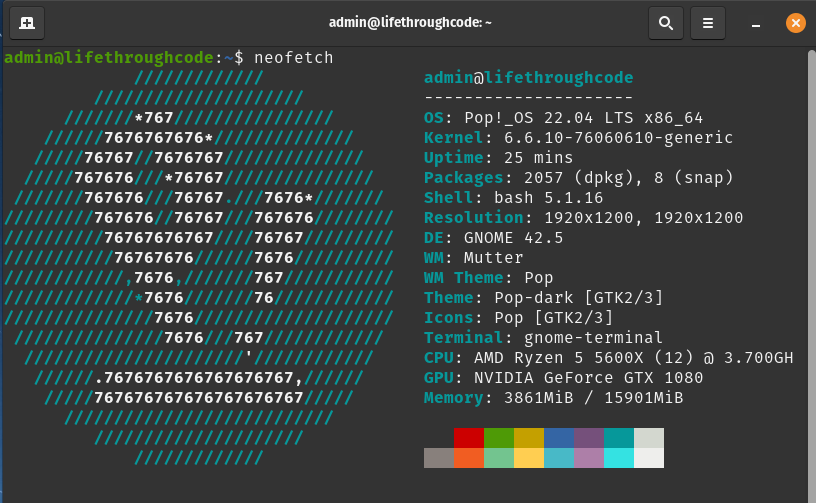 admin@lifethroughcode: ~
admin@lifethroughcode:~$ neofetch
             /////////////
         /////////////////////
      ///////*767////////////////
    //////7676767676*//////////////
   /////76767//7676767//////////////
  /////767676///*76767///////////////
 ///////767676///76767.///7676*///////
/////////767676//76767///767676////////
//////////76767676767////76767/////////
///////////76767676//////7676//////////
////////////,7676,///////767///////////
/////////////*7676///////76////////////
///////////////7676////////////////////
 ///////////////7676///767////////////
  //////////////////////'////////////
   //////.7676767676767676767,//////
    /////767676767676767676767/////
      ///////////////////////////
         /////////////////////
             /////////////
admin@lifethroughcode
---------------------
OS: Pop!_OS 22.04 LTS x86_64
Kernel: 6.6.10-76060610-generic
Uptime: 25 mins
Packages: 2057 (dpkg), 8 (snap)
Shell: bash 5.1.16
Resolution: 1920x1200, 1920x1200
DE: GNOME 42.5
WM: Mutter
WM Theme: Pop
Theme: Pop-dark [GTK2/3]
Icons: Pop [GTK2/3]
Terminal: gnome-terminal
CPU: AMD Ryzen 5 5600X (12) @ 3.700GH
GPU: NVIDIA GeForce GTX 1080
Memory: 3861MiB / 15901MiB